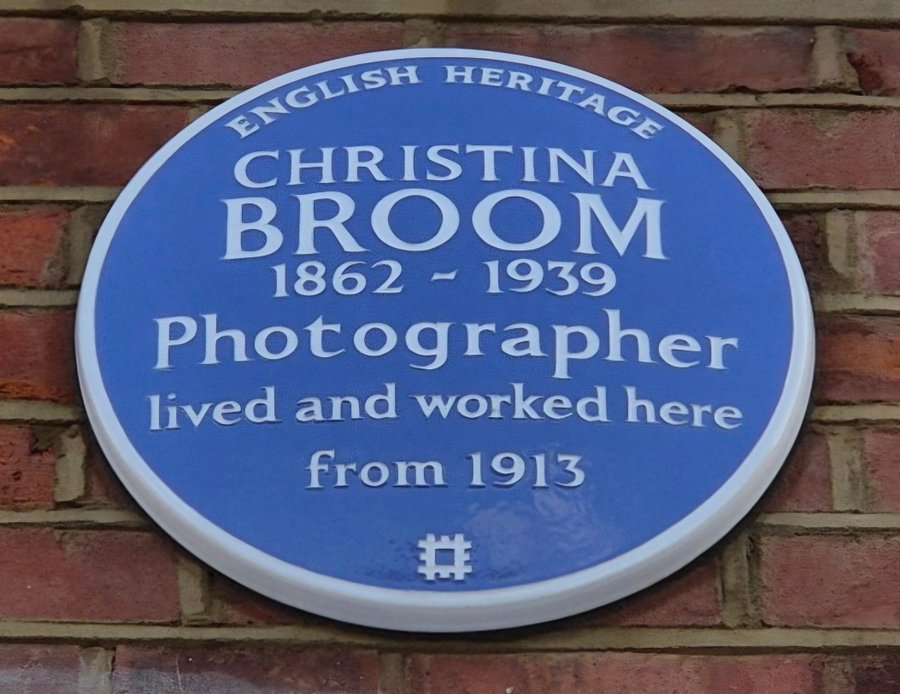 ENGLISH HERITAGE
CHRISTINA
BROOM
1862 - 1939
Photographer
lived and worked here
from 1913